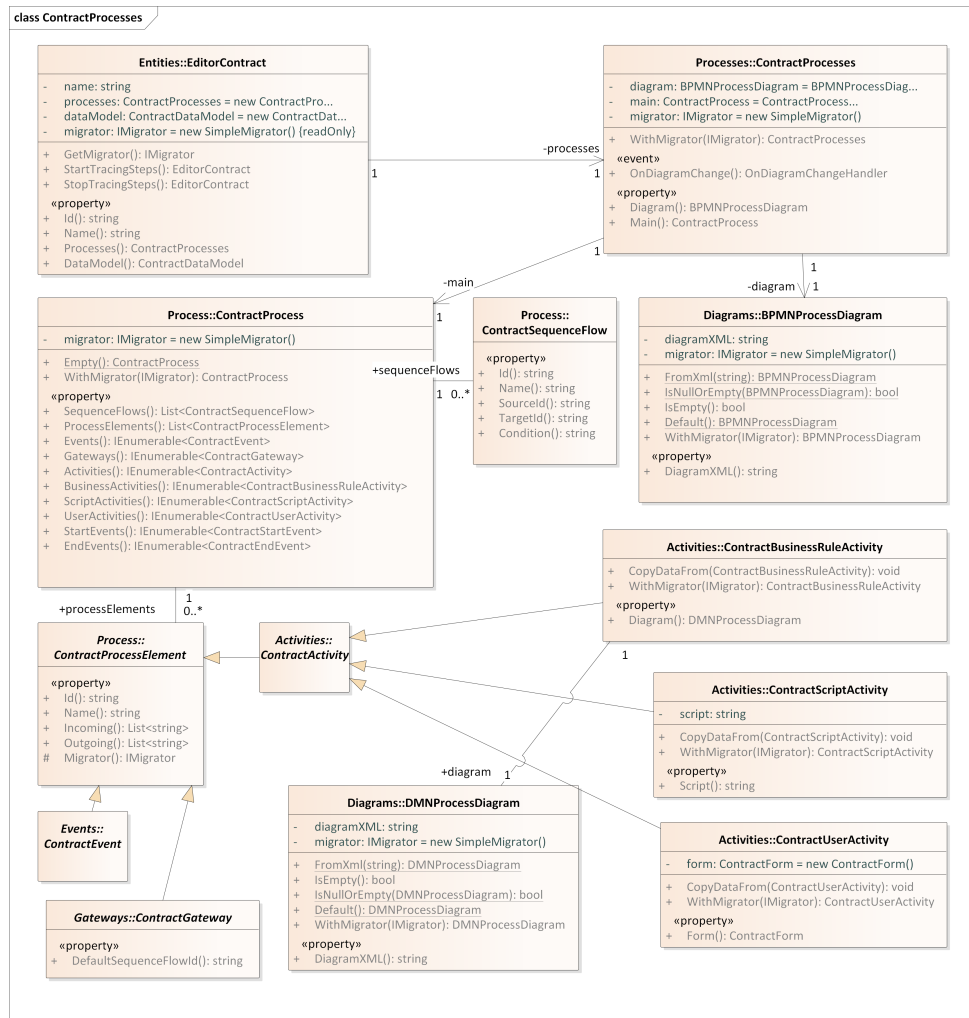 class ContractProcesses
Entities::EditorContract
- name: string
- processes: ContractProcesses = new ContractPro...
- dataModel: ContractDataModel = new ContractDat...
- migrator: IMigrator = new SimpleMigrator() {readOnly}
+ GetMigrator(): IMigrator
+ StartTracingSteps(): EditorContract
+ StopTracingSteps(): EditorContract
«property»
+ Id(): string
+ Name(): string
+ Processes(): ContractProcesses
+ DataModel(): ContractDataModel
Processes::ContractProcesses
- diagram: BPMNProcessDiagram = BPMNProcessDiag...
- main: ContractProcess = ContractProcess...
- migrator: IMigrator = new SimpleMigrator()
+ WithMigrator(IMigrator): ContractProcesses
«event»
+ OnDiagramChange(): OnDiagramChangeHandler
«property»
+ Diagram(): BPMNProcessDiagram
+ Main(): ContractProcess
-processes
1
1
1
-main
1
1
-diagram
1
Process::ContractProcess
- migrator: IMigrator = new SimpleMigrator()
+ Empty(): ContractProcess
+ WithMigrator(IMigrator): ContractProcess
«property»
+ SequenceFlows(): List<ContractSequenceFlow>
+ ProcessElements(): List<ContractProcessElement>
+ Events(): IEnumerable<ContractEvent>
+ Gateways(): IEnumerable<ContractGateway>
+ Activities(): IEnumerable<ContractActivity>
+ BusinessActivities(): IEnumerable<ContractBusinessRuleActivity>
+ ScriptActivities(): IEnumerable<ContractScriptActivity>
+ UserActivities(): IEnumerable<ContractUserActivity>
+ StartEvents(): IEnumerable<ContractStartEvent>
+ EndEvents(): IEnumerable<ContractEndEvent>
+sequenceFlows
1 0..*
Process::
ContractSequenceFlow
«property»
+ Id(): string
+ Name(): string
+ SourceId(): string
+ TargetId(): string
+ Condition(): string
Diagrams::BPMNProcessDiagram
- diagramXML: string
- migrator: IMigrator = new SimpleMigrator()
+ FromXml(string): BPMNProcessDiagram
+ IsNullOrEmpty(BPMNProcessDiagram): bool
+ IsEmpty(): bool
+ Default(): BPMNProcessDiagram
+ WithMigrator(IMigrator): BPMNProcessDiagram
«property»
+ DiagramXML(): string
1
+processElements 0..*
Process::
ContractProcessElement
«property»
+ Id(): string
+ Name(): string
+ Incoming(): List<string>
+ Outgoing(): List<string>
# Migrator(): IMigrator
Activities::
ContractActivity
Activities::ContractBusinessRuleActivity
+ CopyDataFrom(ContractBusinessRuleActivity): void
+ WithMigrator(IMigrator): ContractBusinessRuleActivity
«property»
+ Diagram(): DMNProcessDiagram
1
Activities::ContractScriptActivity
- script: string
+ CopyDataFrom(ContractScriptActivity): void
+ WithMigrator(IMigrator): ContractScriptActivity
«property»
+ Script(): string
+diagram 1
Diagrams::DMNProcessDiagram
- diagramXML: string
- migrator: IMigrator = new SimpleMigrator()
+ FromXml(string): DMNProcessDiagram
+ IsEmpty(): bool
+ IsNullOrEmpty(DMNProcessDiagram): bool
+ Default(): DMNProcessDiagram
+ WithMigrator(IMigrator): DMNProcessDiagram
«property»
+ DiagramXML(): string
Activities::ContractUserActivity
- form: ContractForm = new ContractForm()
+ CopyDataFrom(ContractUserActivity): void
+ WithMigrator(IMigrator): ContractUserActivity
«property»
+ Form(): ContractForm
Events::
ContractEvent
Gateways::ContractGateway
«property»
+ DefaultSequenceFlowId(): string